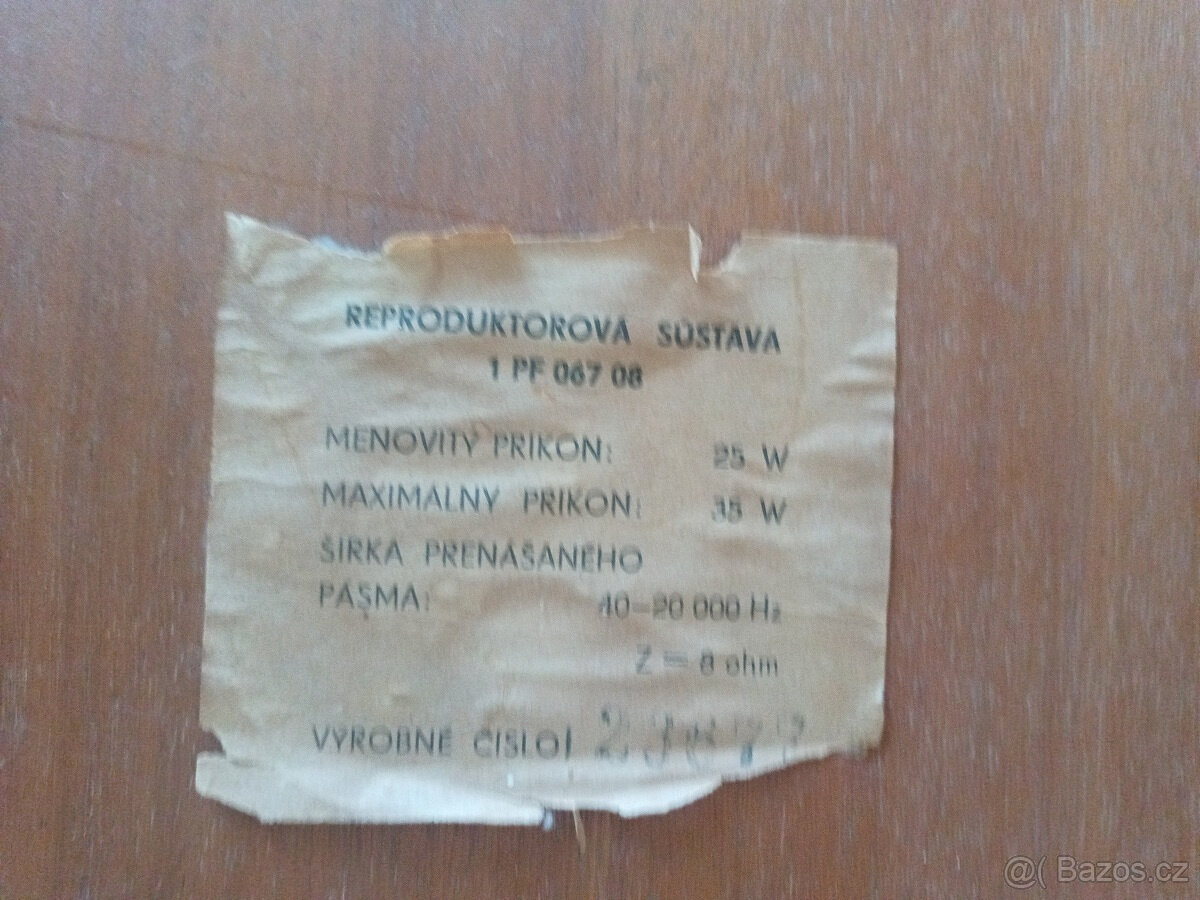 REPRODUKTOROVÁ SÚSTAVA
1 PF 067 08
MENOVITÝ PRÍKON: 25 W
MAXIMÁLNY PRÍKON: 35 W
ŠÍRKA PRENÁŠANÉHO
PÁSMA: 40—20 000 Hz
Z = 8 ohm
VÝROBNÉ ČÍSLO:
@( Bazos.cz